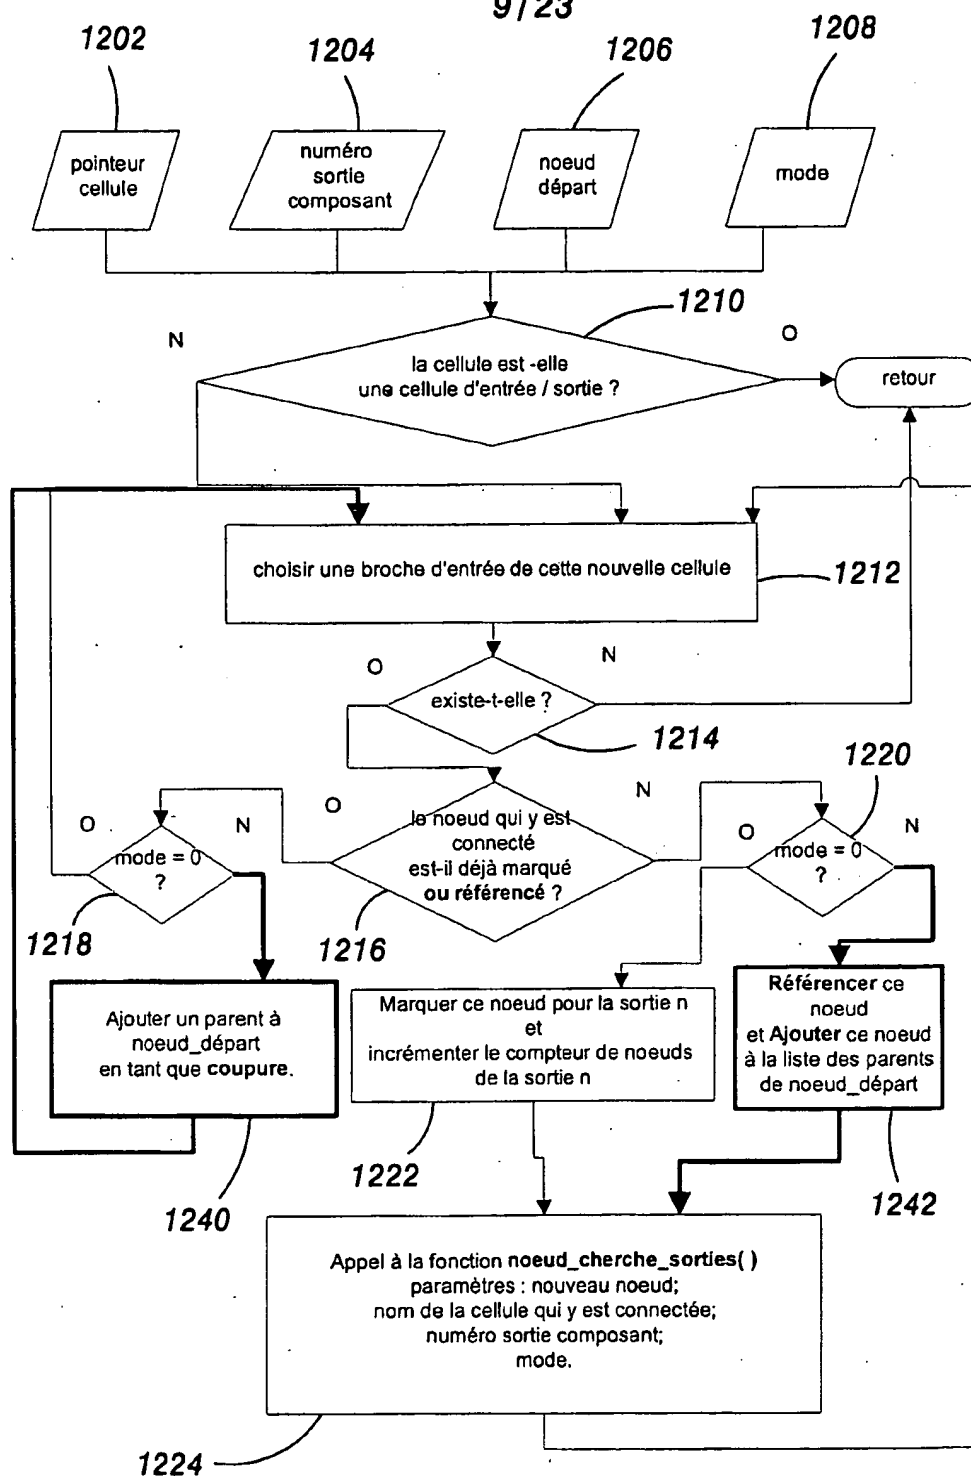 9/23
1202
1204
1206
1208
pointeur
cellule
numéro
sortie
composant
noeud
départ
mode
1210
N
O
la cellule est -elle
une cellule d'entrée / sortie ?
retour
choisir une broche d'entrée de cette nouvelle cellule
1212
O
N
existe-t-elle ?
1214
1220
O
N
O
N
O
N
mode = 0
?
le noeud qui y est
connecté
est-il déjà marqué
ou référencé ?
mode = 0
?
1218
1216
Ajouter un parent à
noeud_départ
en tant que coupure.
Marquer ce noeud pour la sortie n
et
incrémenter le compteur de noeuds
de la sortie n
Référencer ce
noeud
et Ajouter ce noeud
à la liste des parents
de noeud_départ
1222
1240
1242
Appel à la fonction noeud_cherche_sorties( )
paramètres : nouveau noeud;
nom de la cellule qui y est connectée;
numéro sortie composant;
mode.
1224